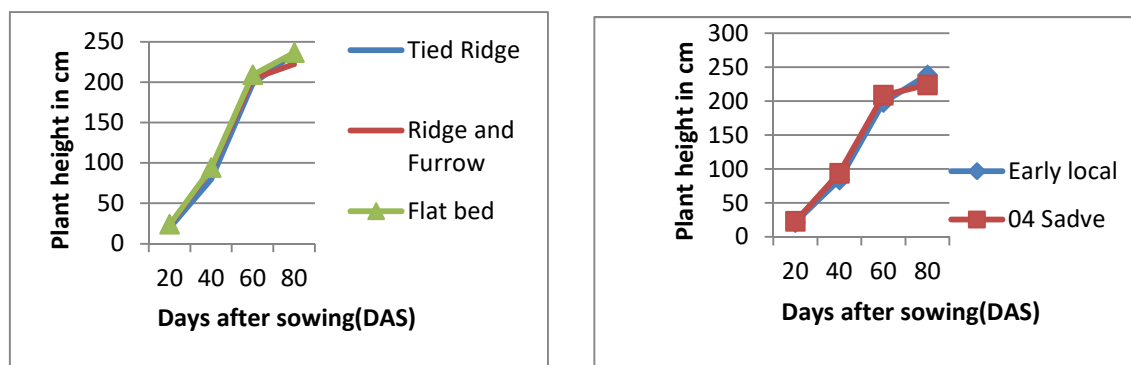 Plant height in cm
250
200
150
100
50
0
20 40 60 80
Days after sowing(DAS)
Tied Ridge
Ridge and
Furrow
Flat bed
Plant height in cm
300
250
200
150
100
50
0
20 40 60 80
Days after sowing(DAS)
Early local
04 Sadve